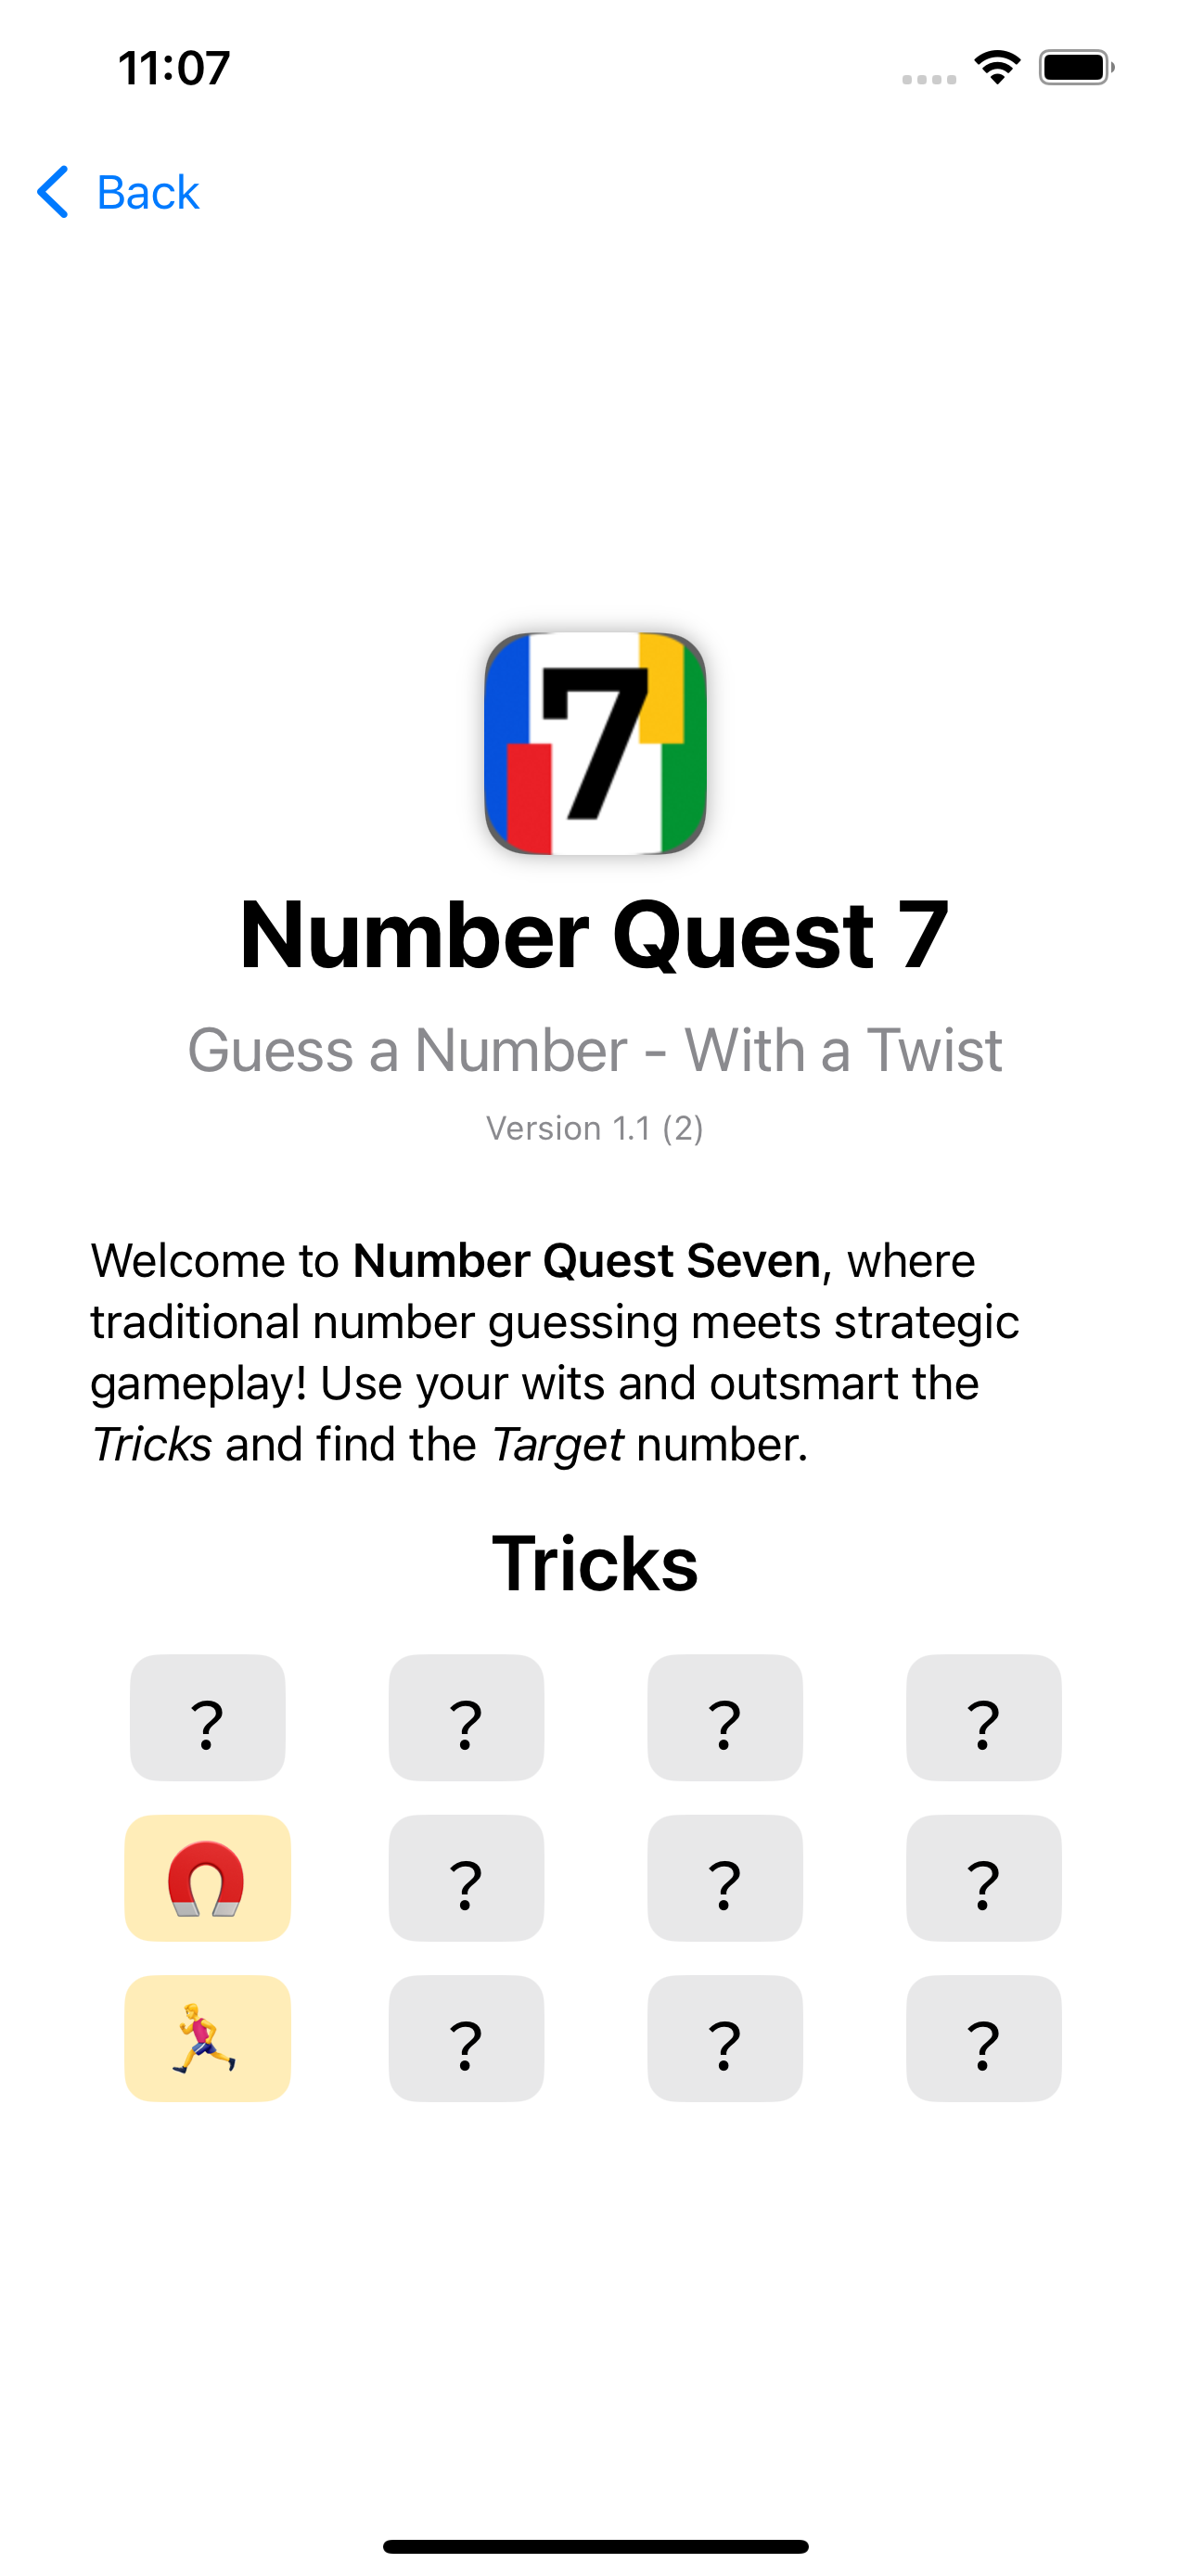 11:07
Back
7
Number Quest 7
Guess a Number - With a Twist
Version 1.1 (2)
Welcome to Number Quest Seven, where
traditional number guessing meets strategic
gameplay! Use your wits and outsmart the
Tricks and find the Target number.
Tricks
? ? ? ?
? ? ?
? ? ?